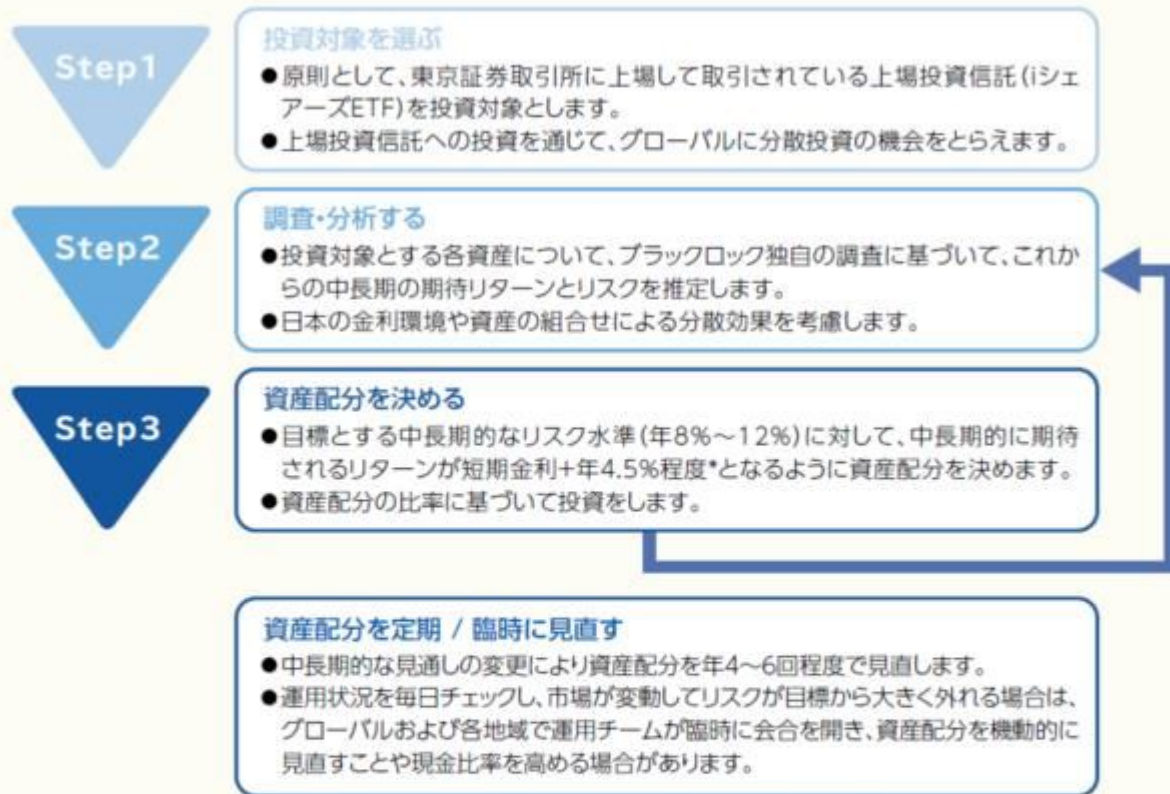 Step1
投資対象を選ぶ
●原則として、東京証券取引所に上場して取引されている上場投資信託(iシェ
アーズETF)を投資対象とします。
●上場投資信託への投資を通じて、グローバルに分散投資の機会をとらえます。
Step2
調査・分析する
●投資対象とする各資産について、ブラックロック独自の調査に基づいて、これか
らの中長期の期待リターンとリスクを推定します。
●日本の金利環境や資産の組合せによる分散効果を考慮します。
Step3
資産配分を決める
●目標とする中長期的なリスク水準(年8%~12%)に対して、中長期的に期待
されるリターンが短期金利+年4.5%程度*となるように資産配分を決めます。
●資産配分の比率に基づいて投資をします。
資産配分を定期 / 臨時に見直す
●中長期的な見通しの変更により資産配分を年4~6回程度で見直します。
●運用状況を毎日チェックし、市場が変動してリスクが目標から大きく外れる場合は、
グローバルおよび各地域で運用チームが臨時に会合を開き、資産配分を機動的に
見直すことや現金比率を高める場合があります。